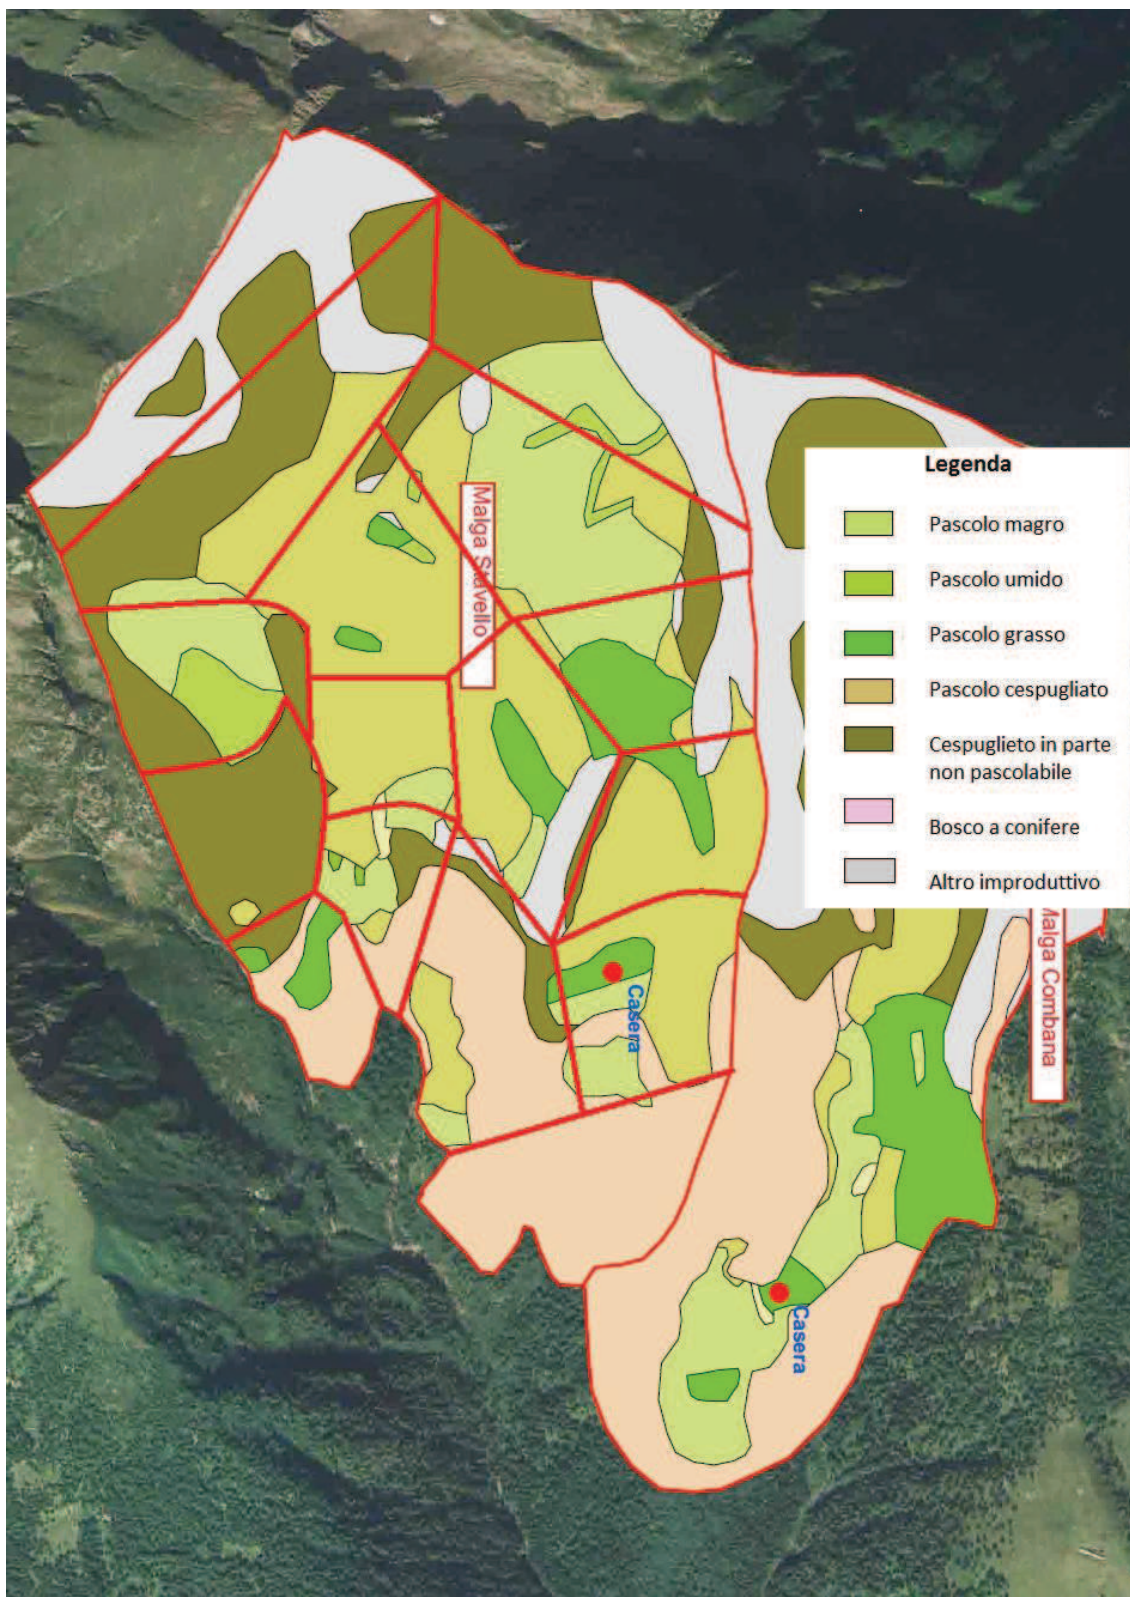 Legenda
Pascolo magro
Pascolo umido
Pascolo grasso
Pascolo cespugliato
Cespuglieto in parte
non pascolabile
Bosco a conifere
Altro improduttivo
Malga Stavello
Malga Combana
Casera
Casera